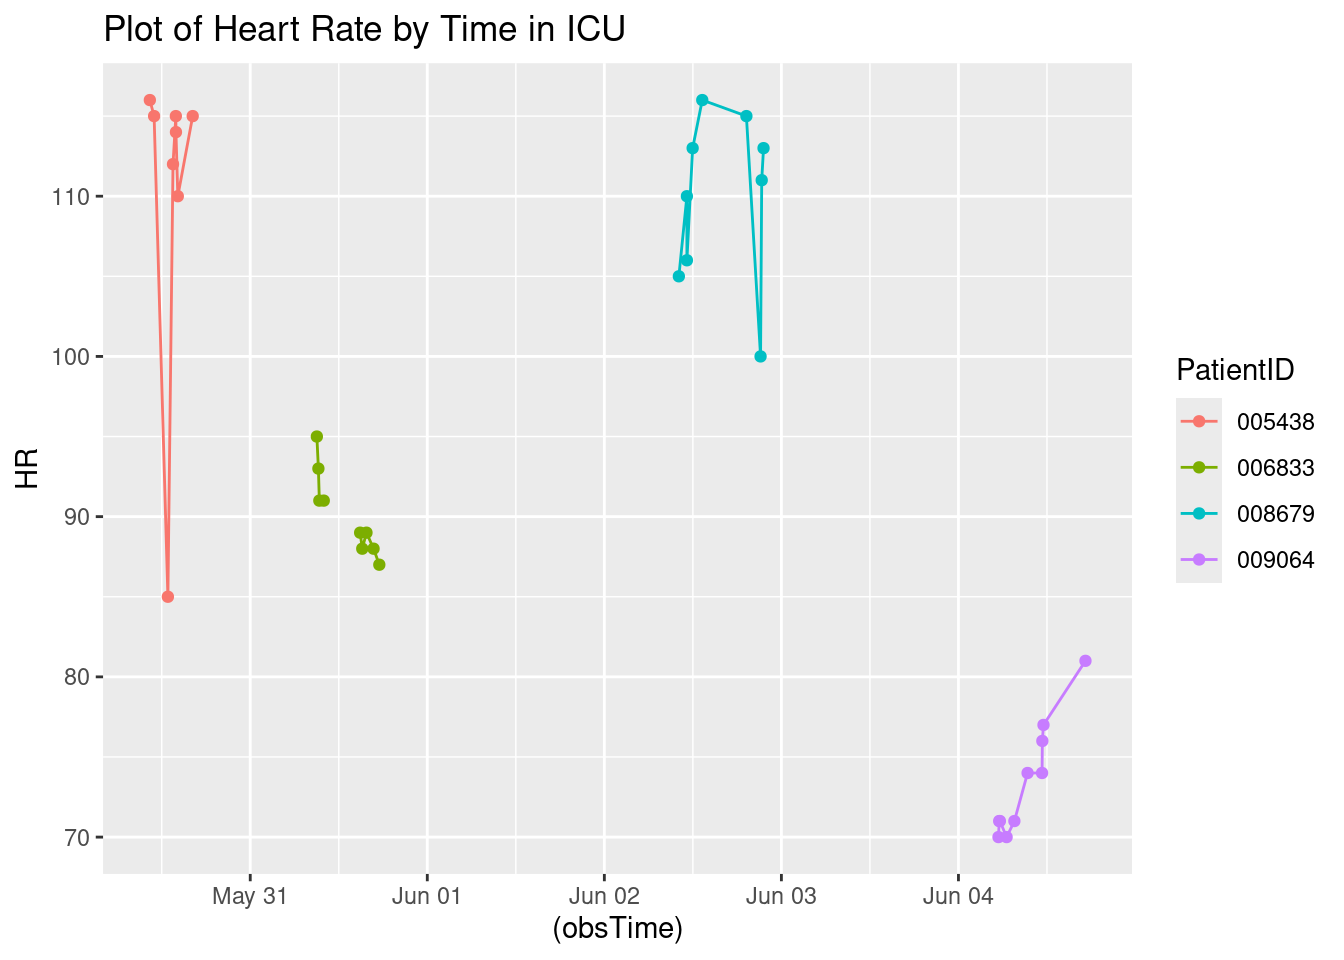 Plot of Heart Rate by Time in ICU
HR
110
100
90
80
70
May 31
Jun 01
Jun 02
Jun 03
Jun 04
(obsTime)
PatientID
005438
006833
008679
009064